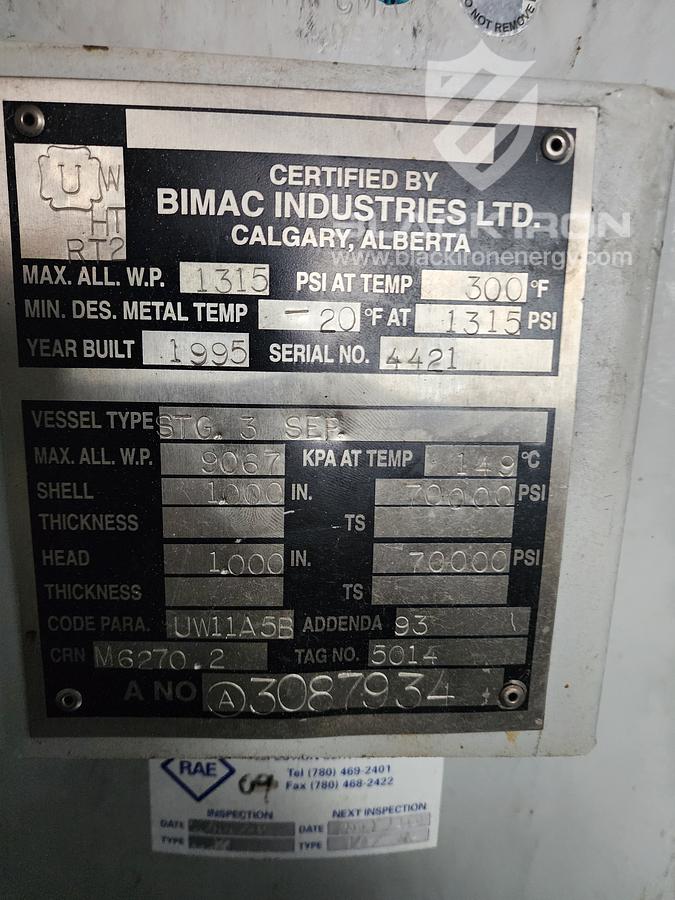 DO NOT REMOVE
U W
HT
RT2
CERTIFIED BY
BIMAC INDUSTRIES LTD.
CALGARY, ALBERTA
BLACK IRON
www.blackironenergy.com
MAX. ALL. W.P. 1315 PSI AT TEMP 300 °F
MIN. DES. METAL TEMP -20 °F AT 1315 PSI
YEAR BUILT 1995 SERIAL NO. 4421
VESSEL TYPE STG. 3 SEP.
MAX. ALL. W.P. 9067 KPA AT TEMP 149 °C
SHELL 1.000 IN. 70000 PSI
THICKNESS TS
HEAD 1.000 IN. 70000 PSI
THICKNESS TS
CODE PARA. UW11A5B ADDENDA 93
CRN M6270.2 TAG NO. 5014
A NO Ⓐ3087934
RAE
Tel (780) 469-2401
Fax (780) 468-2422
INSPECTION NEXT INSPECTION
DATE DATE
TYPE TYPE